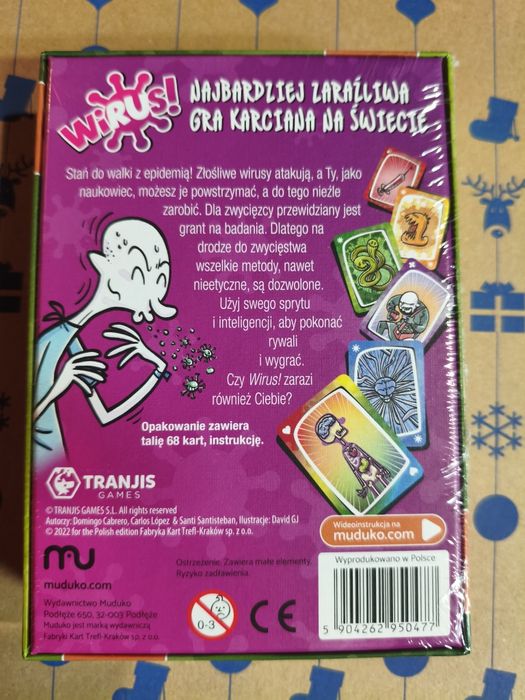 WiRUS!
NAJBARDZIEJ ZARAŹLIWA
GRA KARCIANA NA ŚWIECIE
Stań do walki z epidemią! Złośliwe wirusy atakują, a Ty, jako
naukowiec, możesz je powstrzymać, a do tego nieźle
zarobić. Dla zwycięzcy przewidziany jest
grant na badania. Dlatego na
drodze do zwycięstwa
wszelkie metody, nawet
nieetyczne, są dozwolone.
Użyj swego sprytu
i inteligencji, aby pokonać
rywali
i wygrać.
Czy Wirus! zarazi
również Ciebie?
Opakowanie zawiera
talię 68 kart, instrukcję.
TRANJIS
GAMES
© TRANJIS GAMES S.L. All rights reserved
Autorzy: Domingo Cabrero, Carlos López & Santi Santisteban, Ilustracje: David GJ
© 2022 for the Polish edition Fabryka Kart Trefl-Kraków sp. z o.o.
Wideoinstrukcja na
muduko.com
mu
muduko.com
Ostrzeżenie. Zawiera małe elementy.
Ryzyko zadławienia.
Wyprodukowano w Polsce
Wydawnictwo Muduko
Podłęże 650, 32-003 Podłęże
Muduko jest marką wydawniczą
Fabryki Kart Trefl-Kraków sp. z o.o.
0-3
CE
5 904262 950477